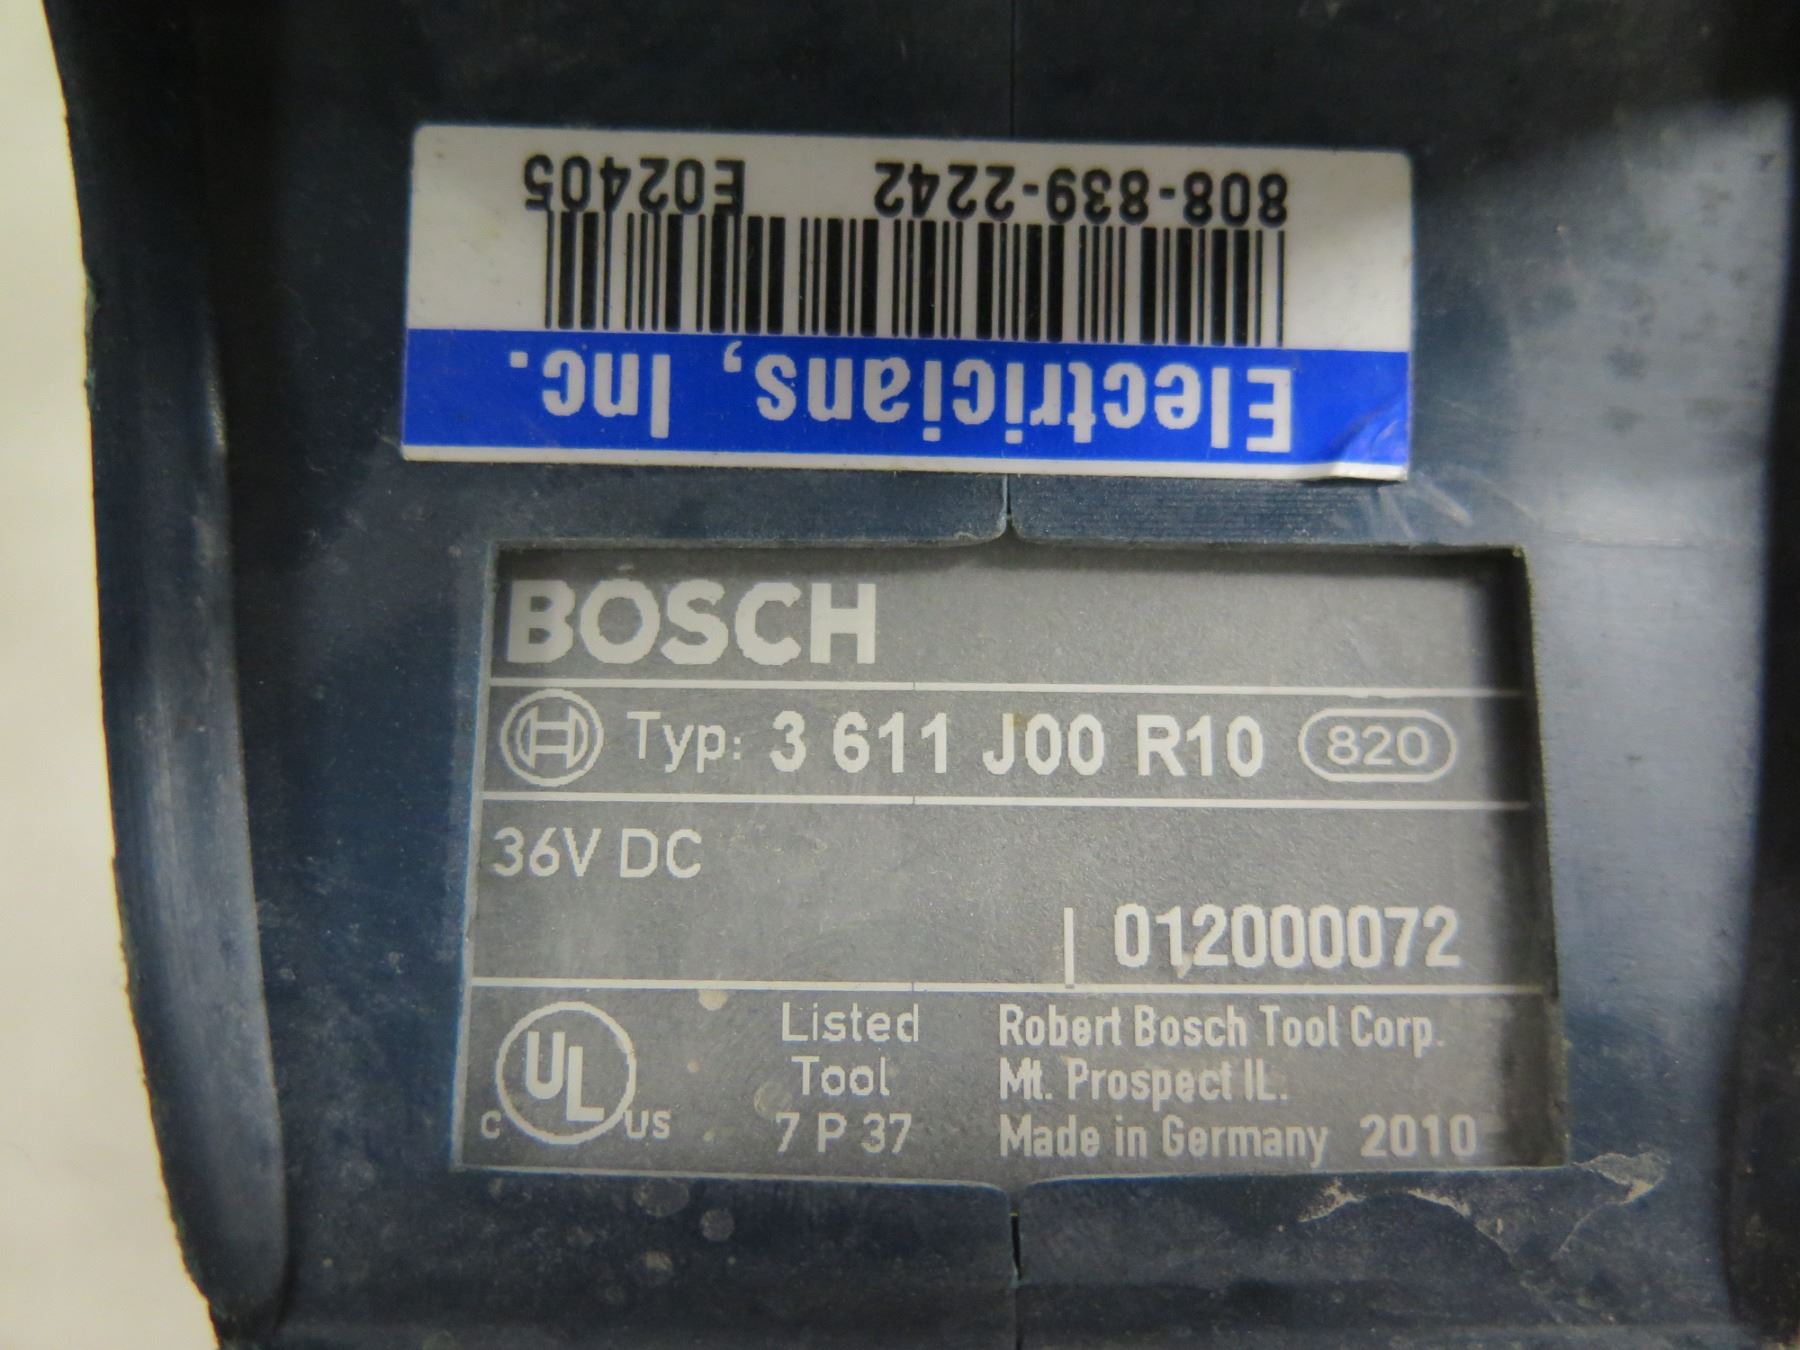 808-839-2242 E02405
Electricians, Inc.
BOSCH
Typ: 3 611 J00 R10 820
36V DC
012000072
C UL US
Listed
Tool
7 P 37
Robert Bosch Tool Corp.
Mt. Prospect IL.
Made in Germany 2010